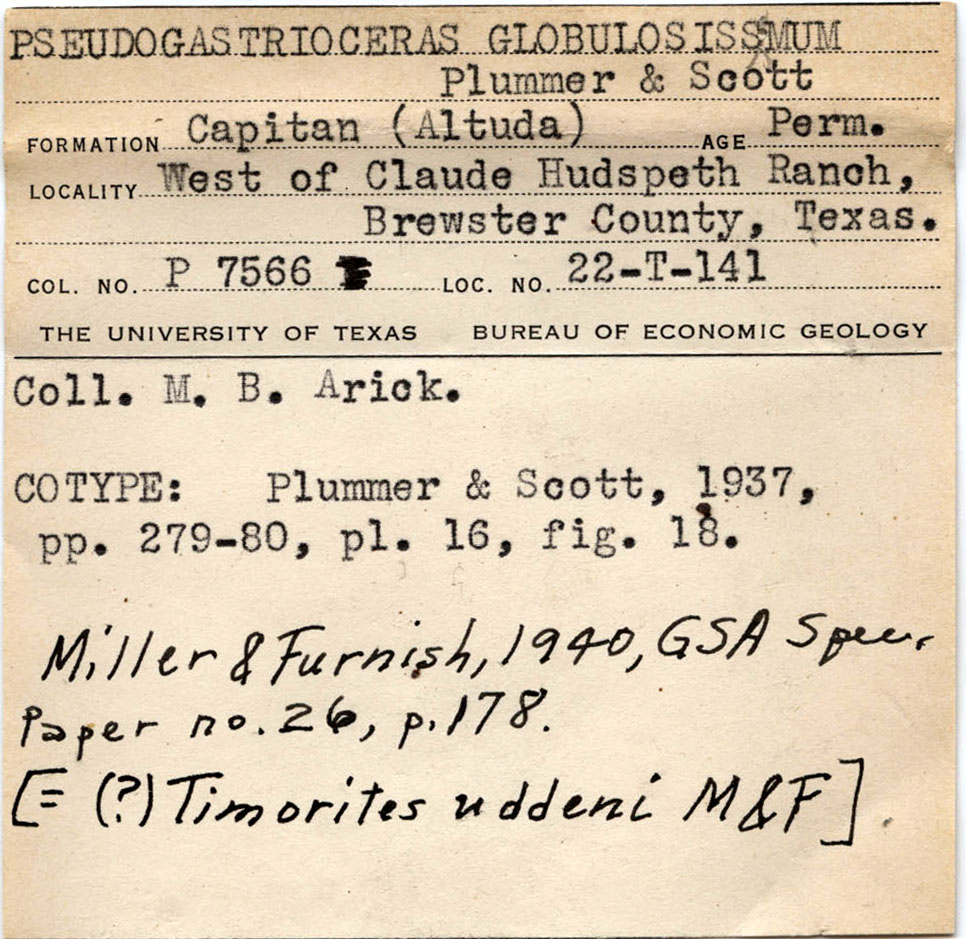 PSEUDOGASTRIOCERAS GLOBULOSISSMUM
Plummer & Scott
FORMATION Capitan (Altuda) AGE Perm.
LOCALITY West of Claude Hudspeth Ranch,
Brewster County, Texas.
COL. NO. P 7566 LOC. NO. 22-T-141
THE UNIVERSITY OF TEXAS BUREAU OF ECONOMIC GEOLOGY
Coll. M. B. Arick.
COTYPE: Plummer & Scott, 1937,
pp. 279-80, pl. 16, fig. 18.
Miller & Furnish, 1940, GSA Spec.
Paper no. 26, p. 178.
[= (?) Timorites uddeni M&F]